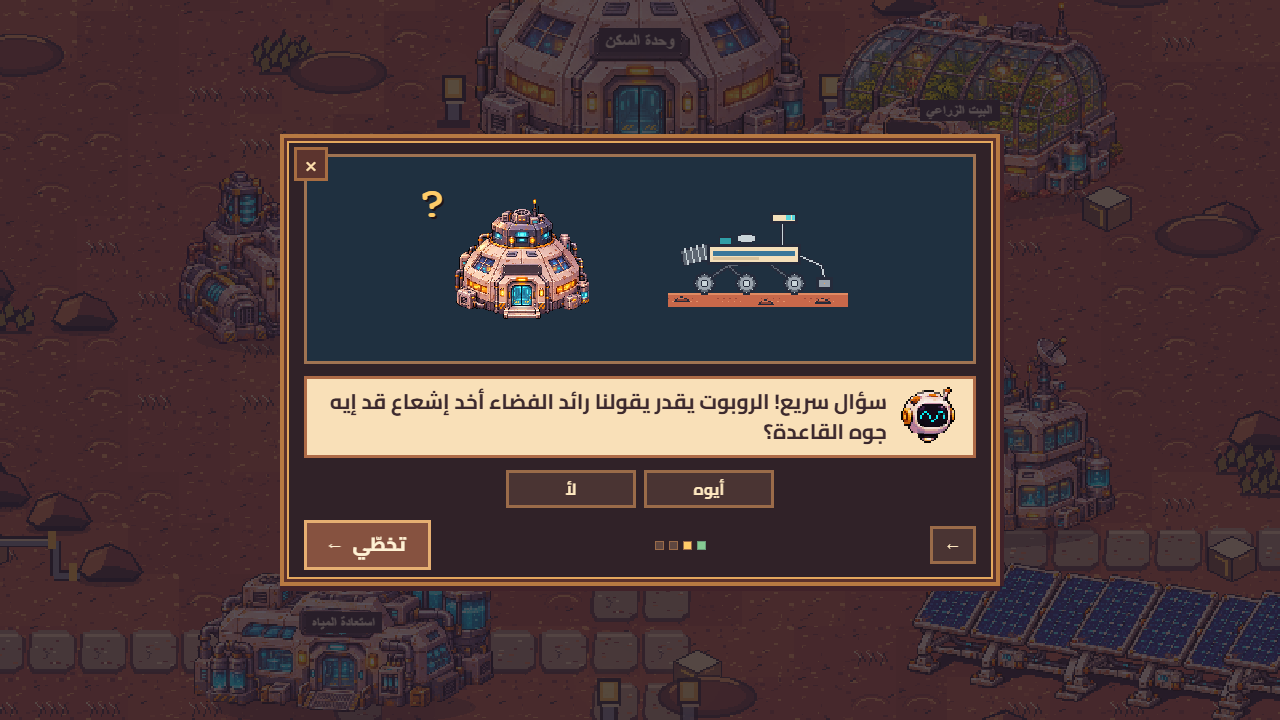 وحدة السكن
البيت الزراعي
×
?
سؤال سريع! الروبوت يقدر يقولنا رائد الفضاء أخد إشعاع قد إيه
جوه القاعدة؟
أيوه
لأ
←
تخطّي ←
استعادة المياه